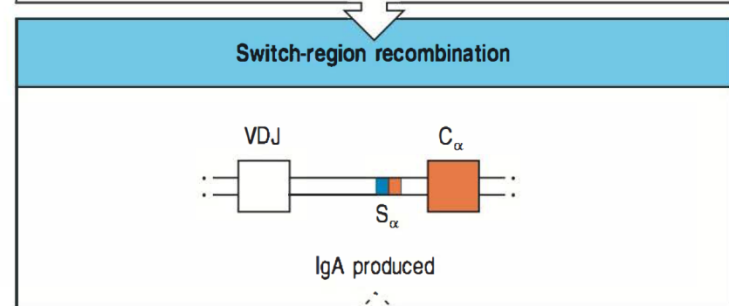 Switch-region recombination
VDJ
Cα
Sα
IgA produced